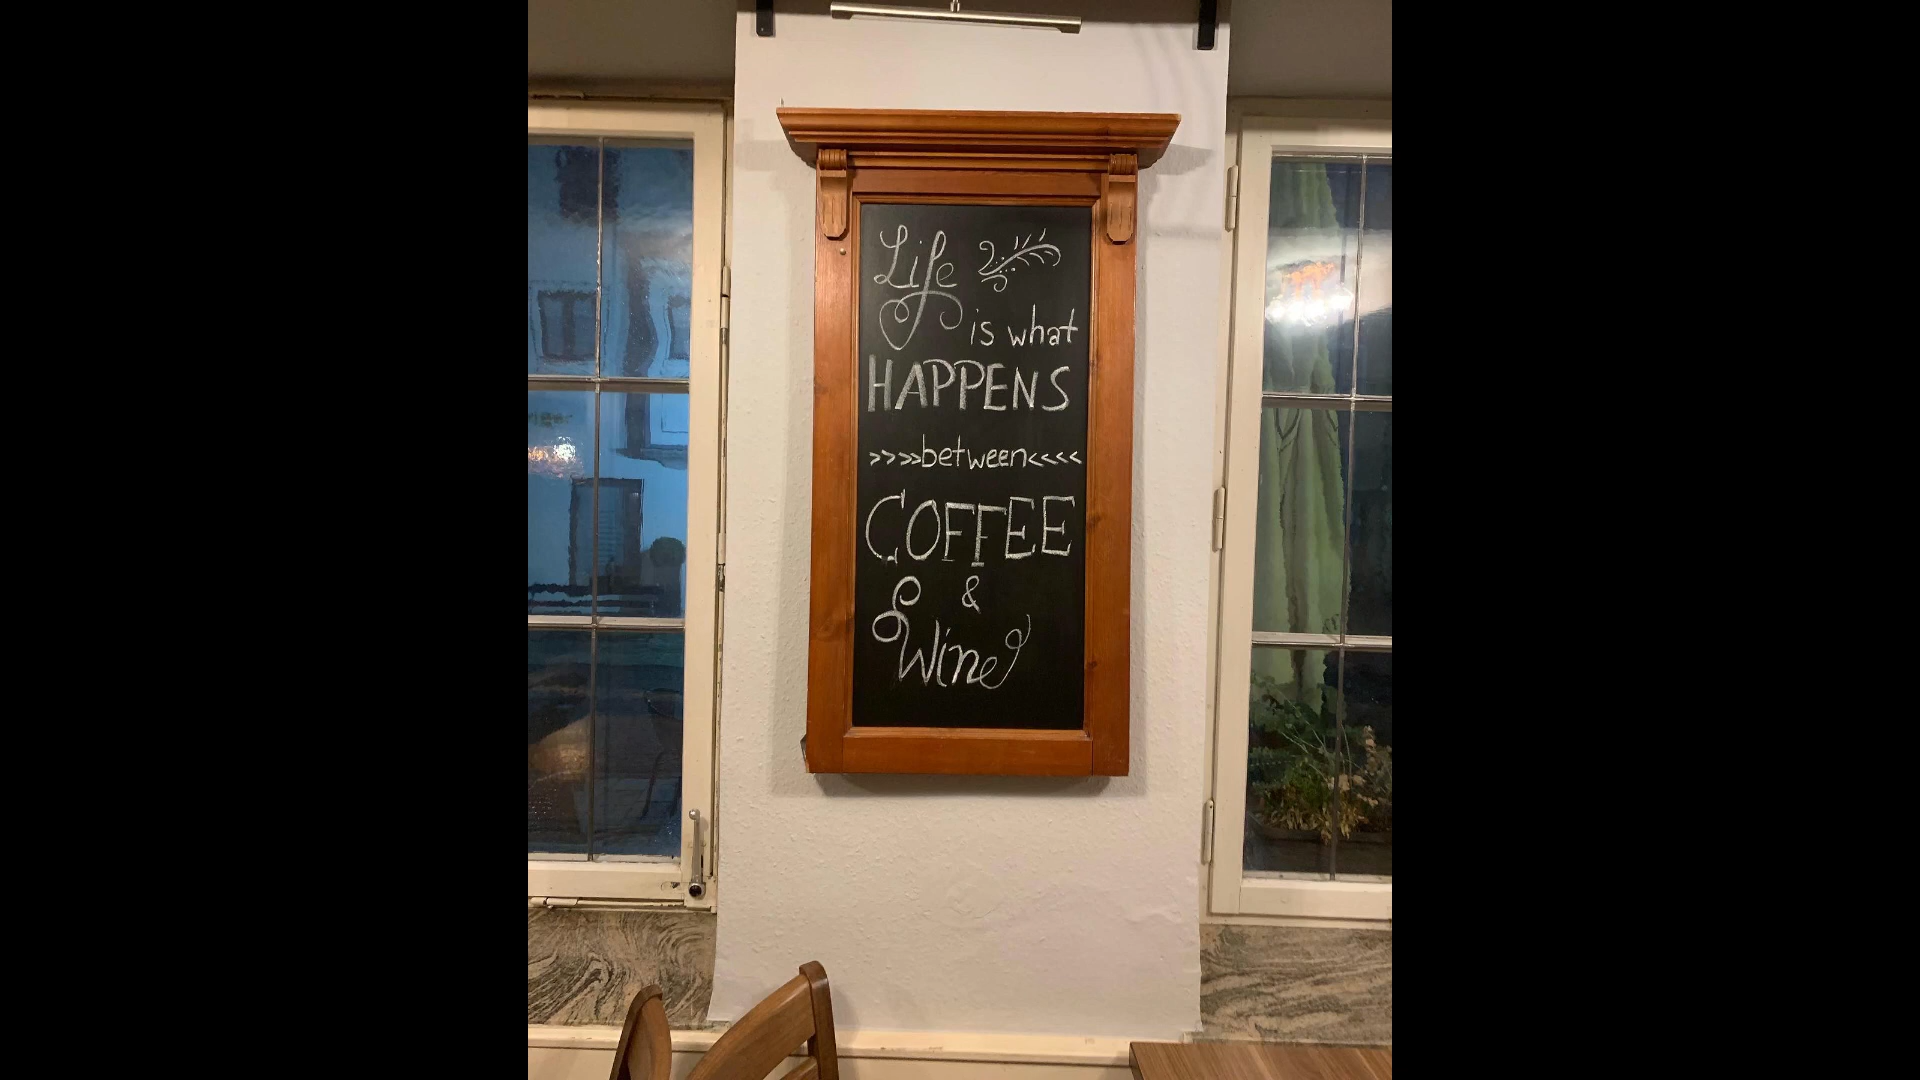 Life
is what
HAPPENS
>>>>between<<<<
COFFEE
&
Wine